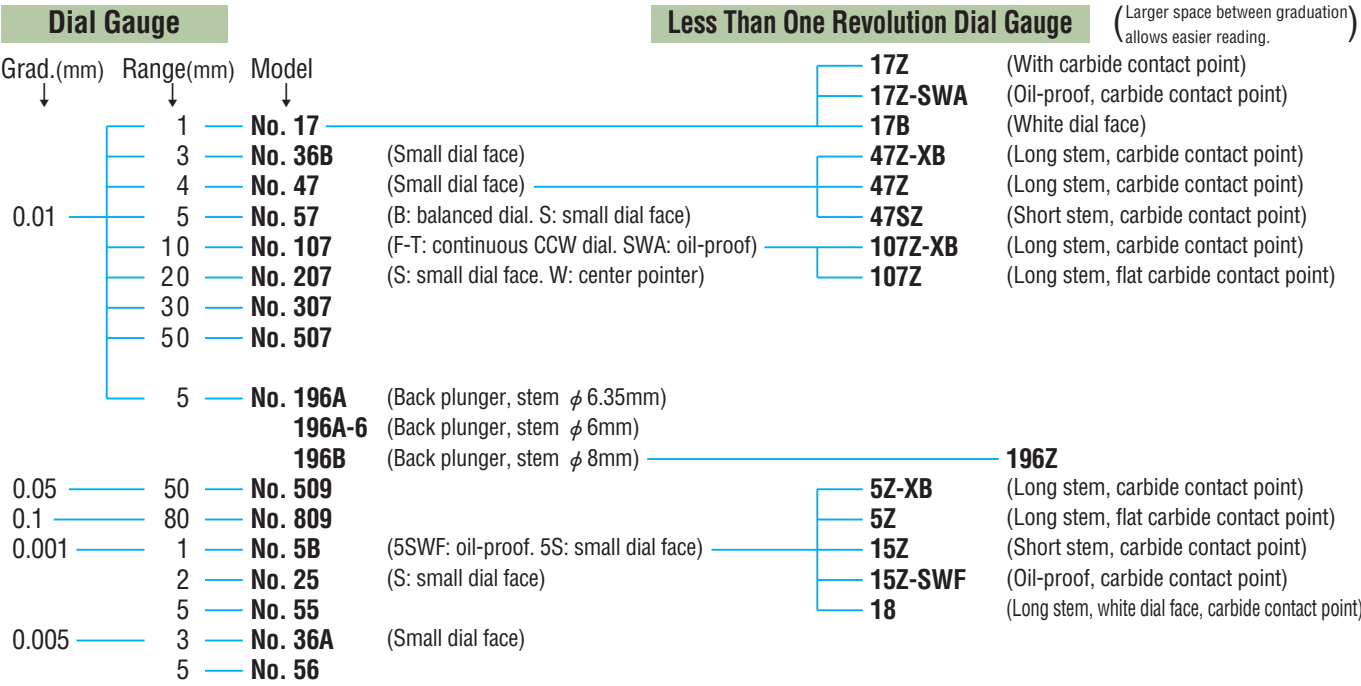 Dial Gauge
Less Than One Revolution Dial Gauge
(Larger space between graduation
allows easier reading.)
Grad.(mm) Range(mm) Model
17Z (With carbide contact point)
17Z-SWA (Oil-proof, carbide contact point)
1 No. 17 17B (White dial face)
3 No. 36B (Small dial face) 47Z-XB (Long stem, carbide contact point)
4 No. 47 (Small dial face) 47Z (Long stem, carbide contact point)
0.01 5 No. 57 (B: balanced dial. S: small dial face) 47SZ (Short stem, carbide contact point)
10 No. 107 (F-T: continuous CCW dial. SWA: oil-proof) 107Z-XB (Long stem, carbide contact point)
20 No. 207 (S: small dial face. W: center pointer) 107Z (Long stem, flat carbide contact point)
30 No. 307
50 No. 507
5 No. 196A (Back plunger, stem ϕ 6.35mm)
196A-6 (Back plunger, stem ϕ 6mm)
196B (Back plunger, stem ϕ 8mm) 196Z
0.05 50 No. 509 5Z-XB (Long stem, carbide contact point)
0.1 80 No. 809 5Z (Long stem, flat carbide contact point)
0.001 1 No. 5B (5SWF: oil-proof. 5S: small dial face) 15Z (Short stem, carbide contact point)
2 No. 25 (S: small dial face) 15Z-SWF (Oil-proof, carbide contact point)
5 No. 55 18 (Long stem, white dial face, carbide contact point)
0.005 3 No. 36A (Small dial face)
5 No. 56